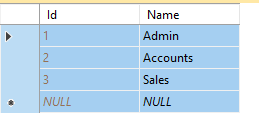 Id Name
1 Admin
2 Accounts
3 Sales
NULL NULL